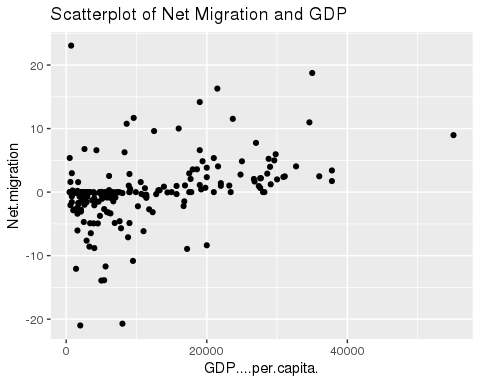 Scatterplot of Net Migration and GDP
Net.migration
20
10
0
-10
-20
0
20000
40000
GDP....per.capita.